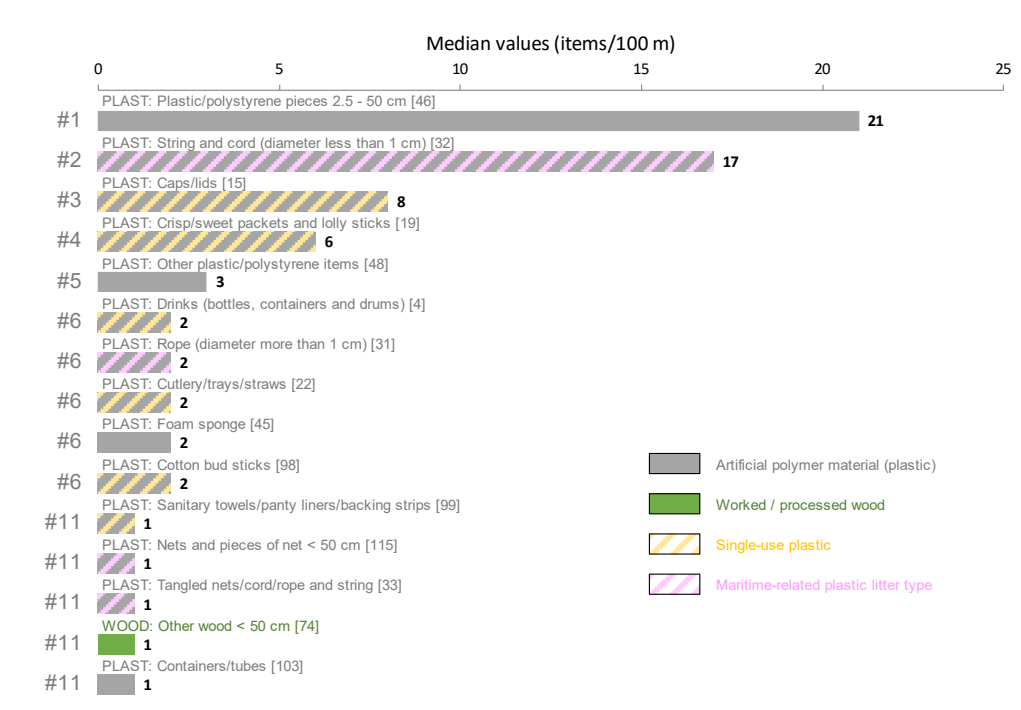 Median values (items/100 m)
0 5 10 15 20 25
PLAST: Plastic/polystyrene pieces 2.5 - 50 cm [46]
#1 21
PLAST: String and cord (diameter less than 1 cm) [32]
#2 17
PLAST: Caps/lids [15]
#3 8
PLAST: Crisp/sweet packets and lolly sticks [19]
#4 6
PLAST: Other plastic/polystyrene items [48]
#5 3
PLAST: Drinks (bottles, containers and drums) [4]
#6 2
PLAST: Rope (diameter more than 1 cm) [31]
#6 2
PLAST: Cutlery/trays/straws [22]
#6 2
PLAST: Foam sponge [45]
#6 2
PLAST: Cotton bud sticks [98]
#6 2
PLAST: Sanitary towels/panty liners/backing strips [99]
#11 1
PLAST: Nets and pieces of net < 50 cm [115]
#11 1
PLAST: Tangled nets/cord/rope and string [33]
#11 1
WOOD: Other wood < 50 cm [74]
#11 1
PLAST: Containers/tubes [103]
#11 1
Artificial polymer material (plastic)
Worked / processed wood
Single-use plastic
Maritime-related plastic litter type